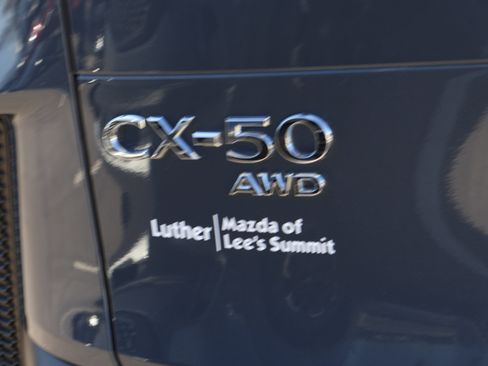 CX-50
AWD
Luther
Mazda of
Lee's Summit